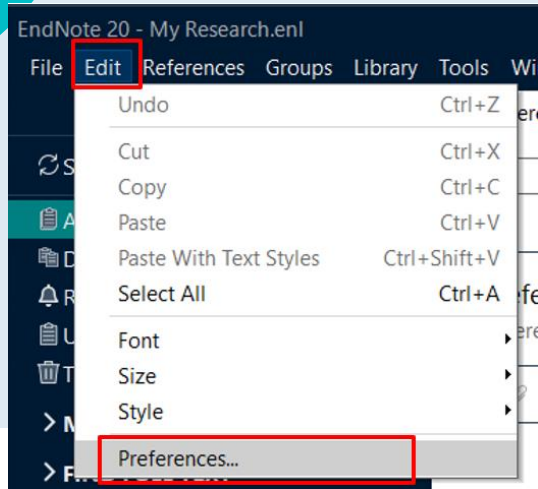 EndNote 20 - My Research.enl
File Edit References Groups Library Tools
Undo Ctrl+Z
Cut Ctrl+X
Copy Ctrl+C
Paste Ctrl+V
Paste With Text Styles Ctrl+Shift+V
Select All Ctrl+A
Font
Size
Style
Preferences...